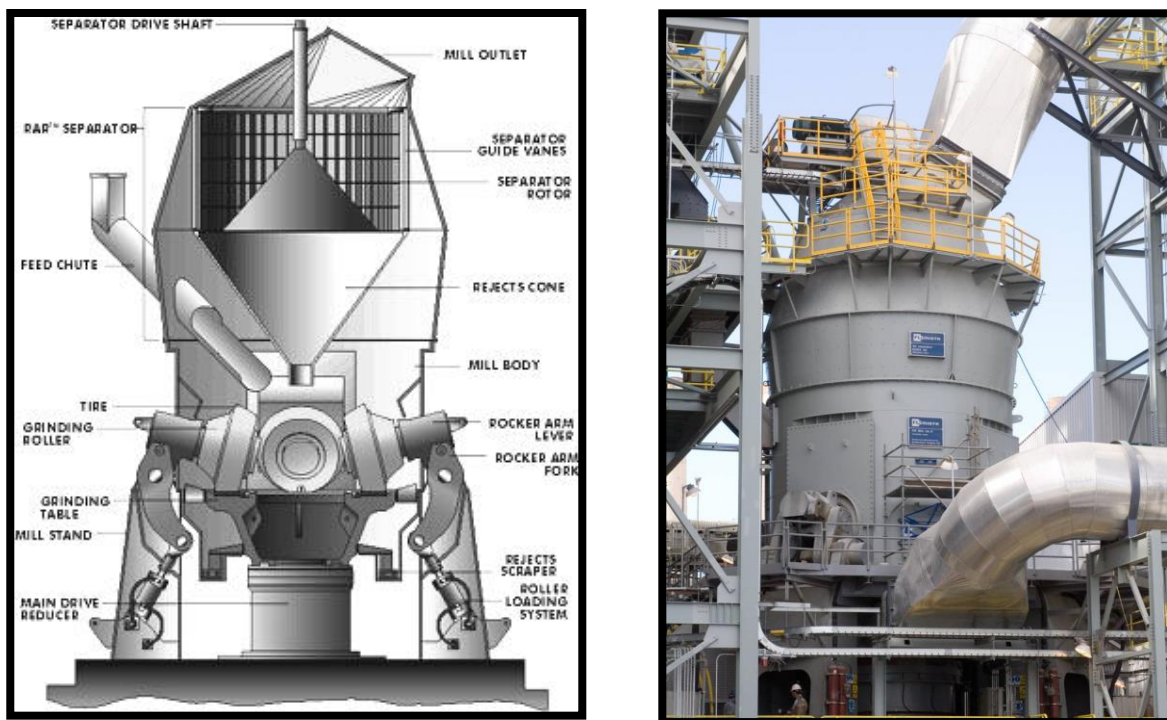 SEPARATOR DRIVE SHAFT
MILL OUTLET
RAR™ SEPARATOR
SEPARATOR
GUIDE VANES
SEPARATOR
ROTOR
FEED CHUTE
REJECTS CONE
MILL BODY
TIRE
GRINDING
ROLLER
ROCKER ARM
LEVER
ROCKER ARM
FORK
GRINDING
TABLE
MILL STAND
REJECTS
SCRAPER
MAIN DRIVE
REDUCER
ROLLER
LOADING
SYSTEM